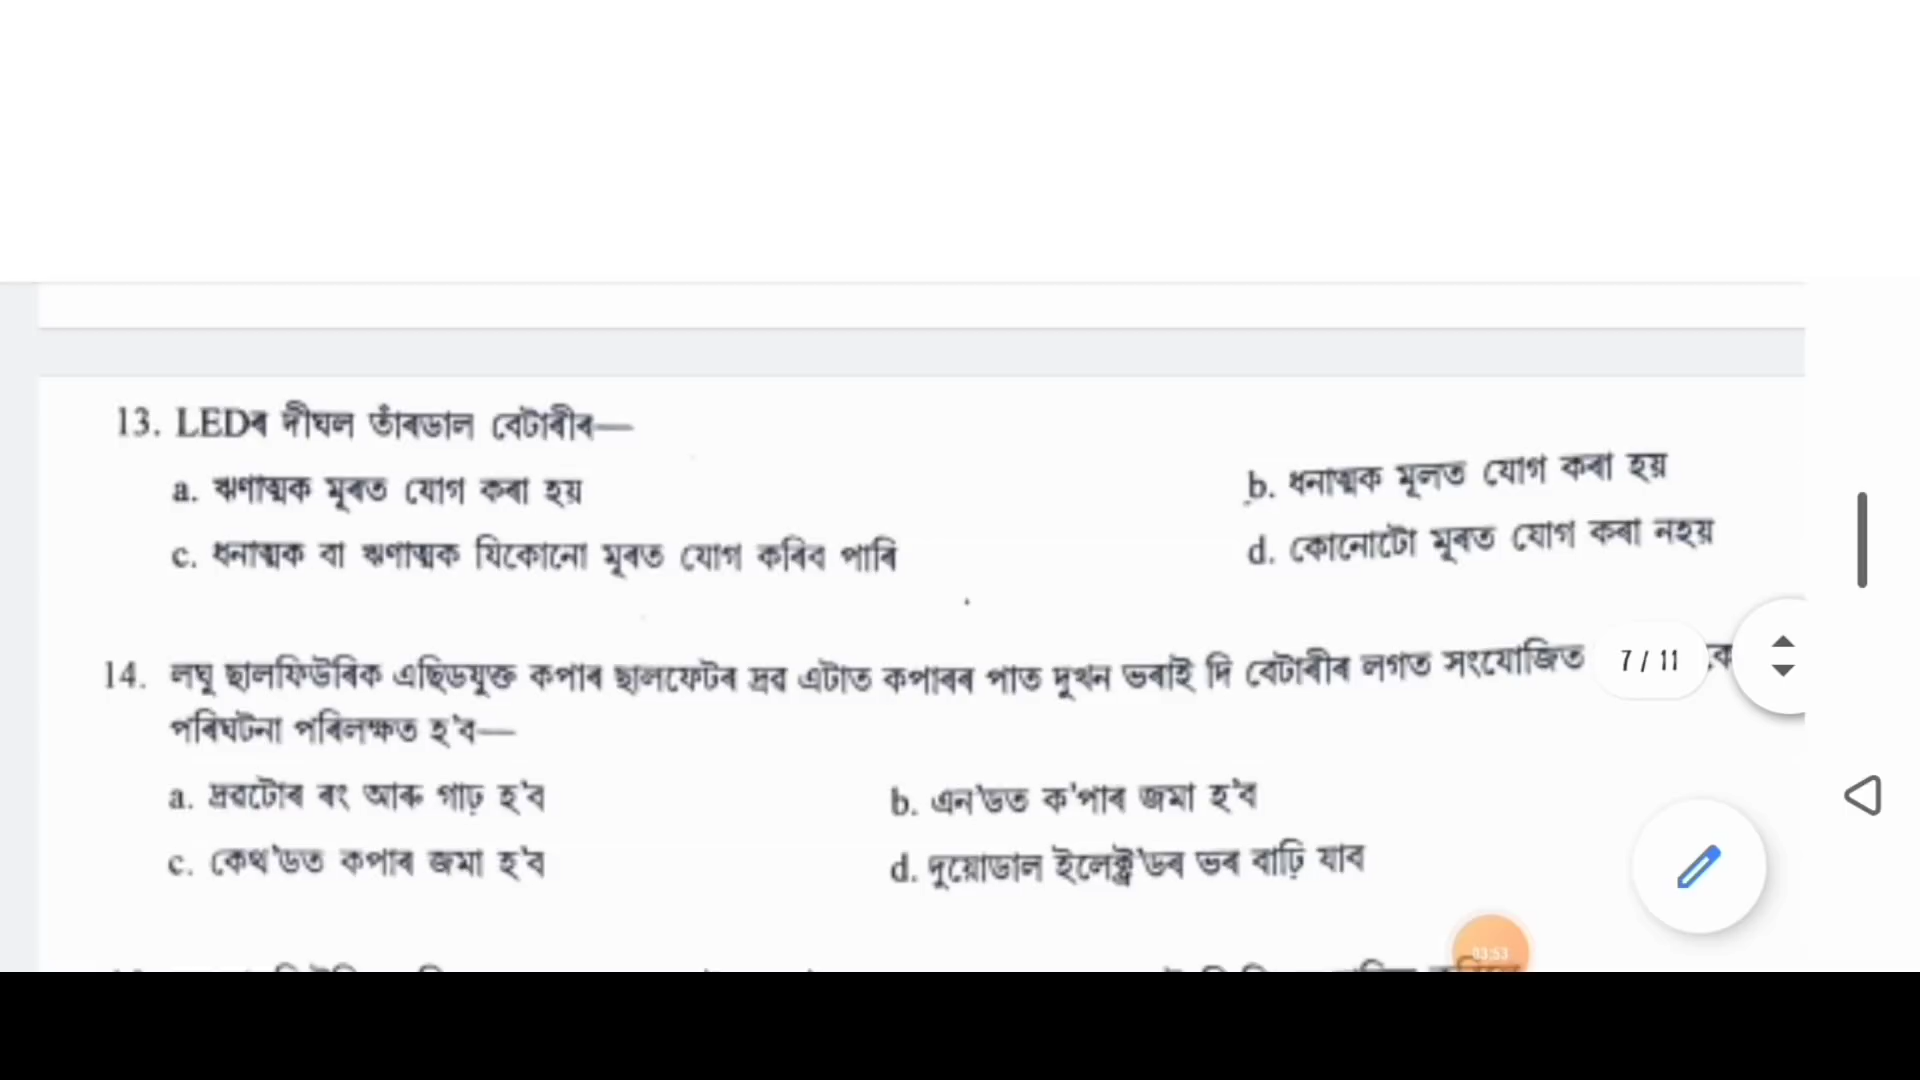 13. LEDৰ দীঘল তাঁৰডাল বেটাৰীৰ—
a. ঋণাত্মক মূৰত যোগ কৰা হয়
b. ধনাত্মক মূলত যোগ কৰা হয়
c. ধনাত্মক বা ঋণাত্মক যিকোনো মূৰত যোগ কৰিব পাৰি
d. কোনোটো মূৰত যোগ কৰা নহয়
14. লঘু ছালফিউৰিক এছিডযুক্ত কপাৰ ছালফেটৰ দ্ৰৱ এটাত কপাৰৰ পাত দুখন ভৰাই দি বেটাৰীৰ লগত সংযোজিত
7 / 11
পৰিঘটনা পৰিলক্ষত হ'ব—
a. দ্ৰৱটোৰ ৰং আৰু গাঢ় হ'ব
b. এন'ডত ক'পাৰ জমা হ'ব
c. কেথ'ডত কপাৰ জমা হ'ব
d. দুয়োডাল ইলেক্ট্ৰ'ডৰ ভৰ বাঢ়ি যাব
03:53